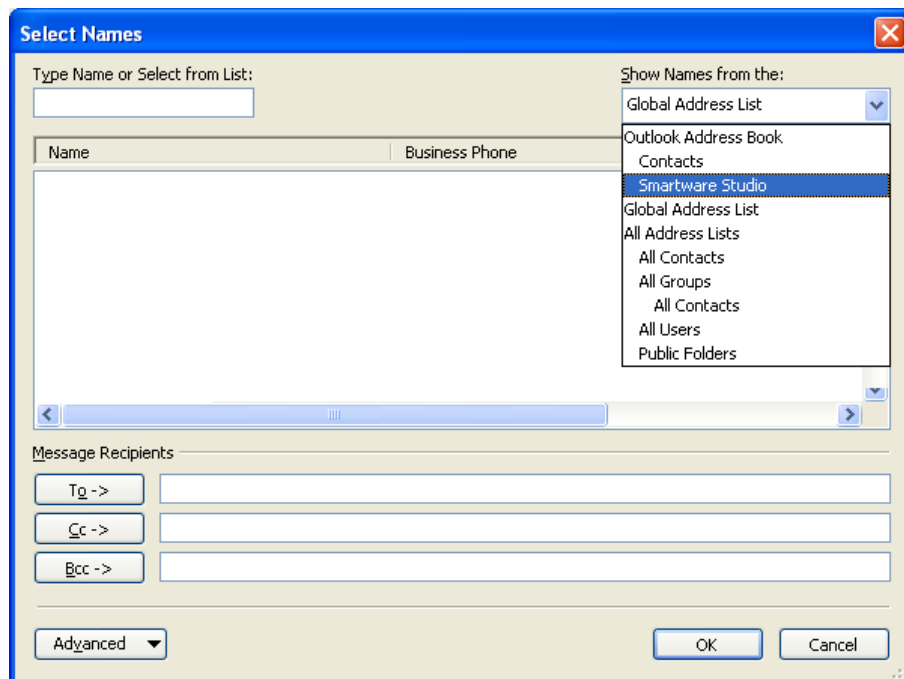 Select Names
Type Name or Select from List:
Show Names from the:
Global Address List
Name Business Phone
Outlook Address Book
Contacts
Smartware Studio
Global Address List
All Address Lists
All Contacts
All Groups
All Contacts
All Users
Public Folders
Message Recipients
To ->
Cc ->
Bcc ->
Advanced OK Cancel